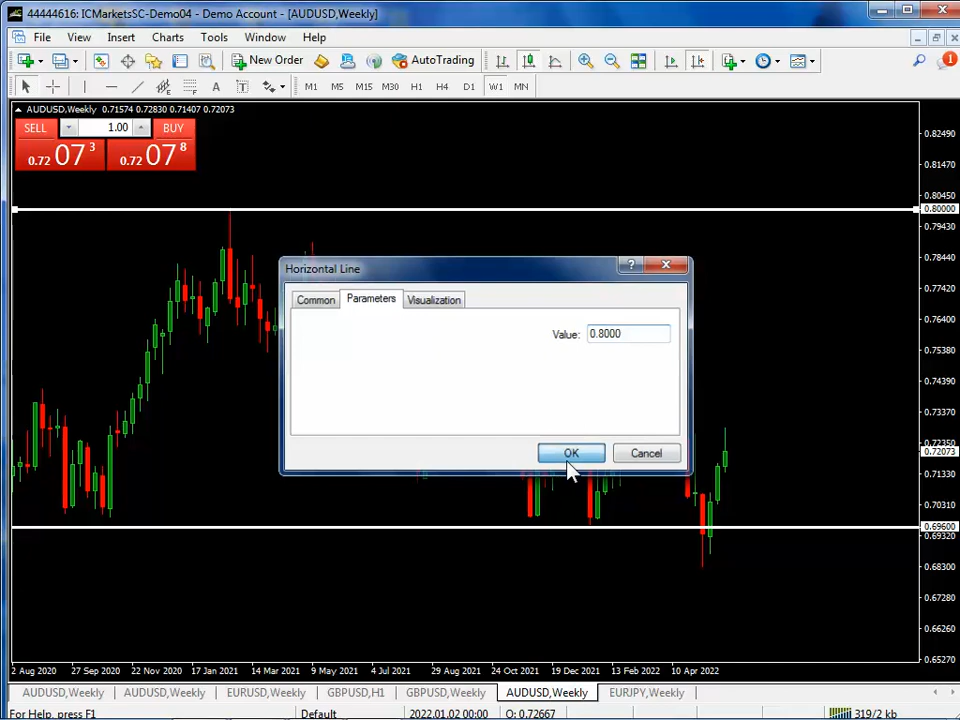 44444616: ICMarketsSC-Demo04 - Demo Account - [AUDUSD,Weekly]
File View Insert Charts Tools Window Help
New Order AutoTrading 1
A T M1 M5 M15 M30 H1 H4 D1 W1 MN
AUDUSD,Weekly 0.71574 0.72830 0.71407 0.72073
SELL 1.00 BUY
0.72 07 3 0.72 07 8
0.82490
0.81470
0.80450
0.80000
0.79430
0.78440
0.77420
0.76400
0.75380
0.74390
0.73370
0.72350
0.72073
0.71330
0.70310
0.69600
0.69320
0.68300
0.67280
0.66260
0.65270
Horizontal Line ?
Common Parameters Visualization
Value: 0.8000
OK Cancel
2 Aug 2020 27 Sep 2020 22 Nov 2020 17 Jan 2021 14 Mar 2021 9 May 2021 4 Jul 2021 29 Aug 2021 24 Oct 2021 19 Dec 2021 13 Feb 2022 10 Apr 2022
AUDUSD,Weekly AUDUSD,Weekly EURUSD,Weekly GBPUSD,H1 GBPUSD,Weekly AUDUSD,Weekly EURJPY,Weekly
For Help, press F1 Default 2022.01.02 00:00 O: 0.72667 319/2 kb